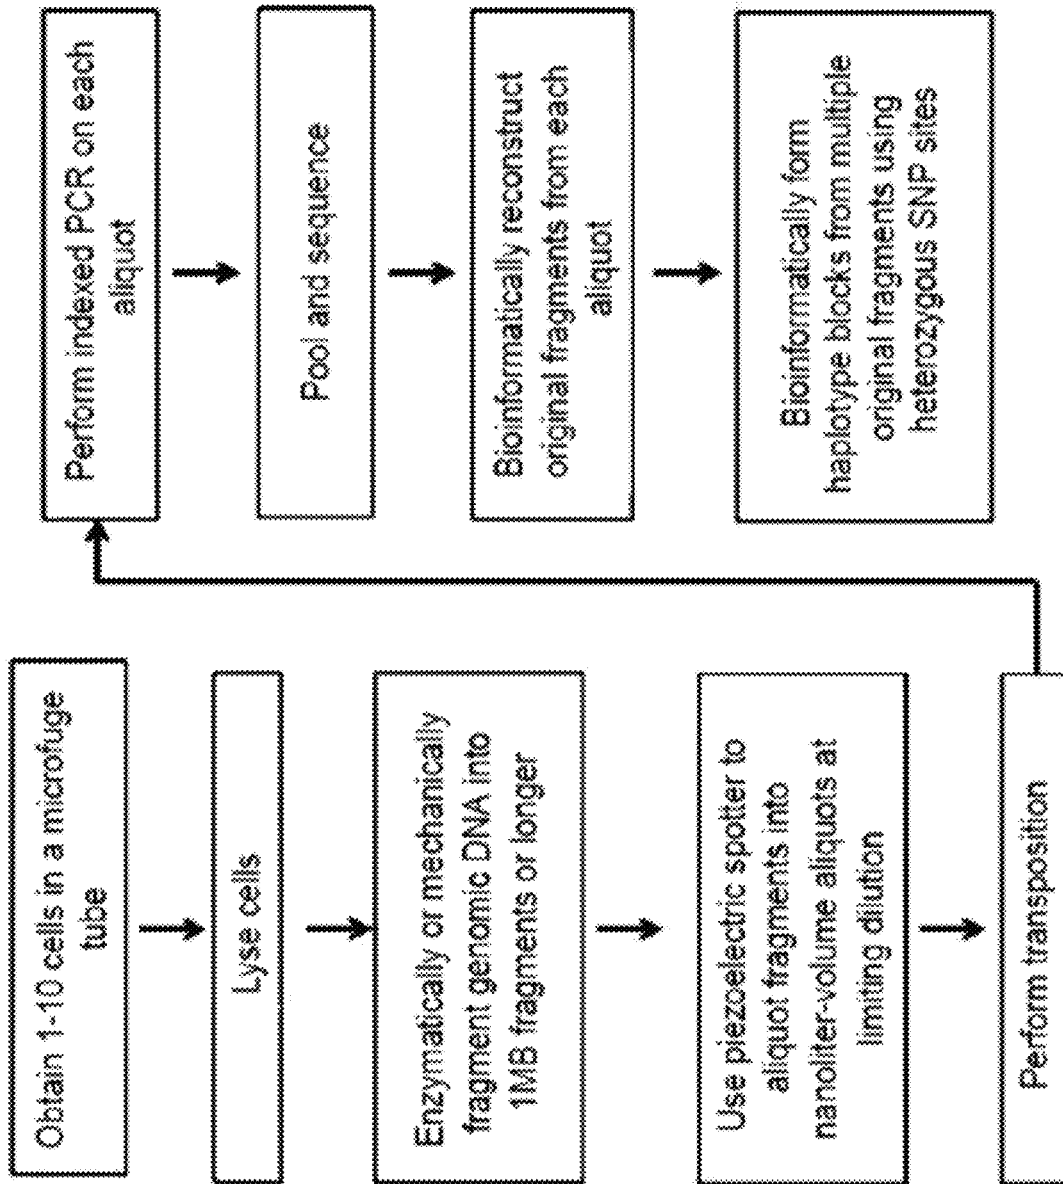 Obtain 1-10 cells in a microfuge
tube
Lyse cells
Enzymatically or mechanically
fragment genomic DNA into
1MB fragments or longer
Use piezoelectric spotter to
aliquot fragments into
nanoliter-volume aliquots at
limiting dilution
Perform transposition
Perform indexed PCR on each
aliquot
Pool and sequence
Bioinformatically reconstruct
original fragments from each
aliquot
Bioinformatically form
haplotype blocks from multiple
original fragments using
heterozygous SNP sites